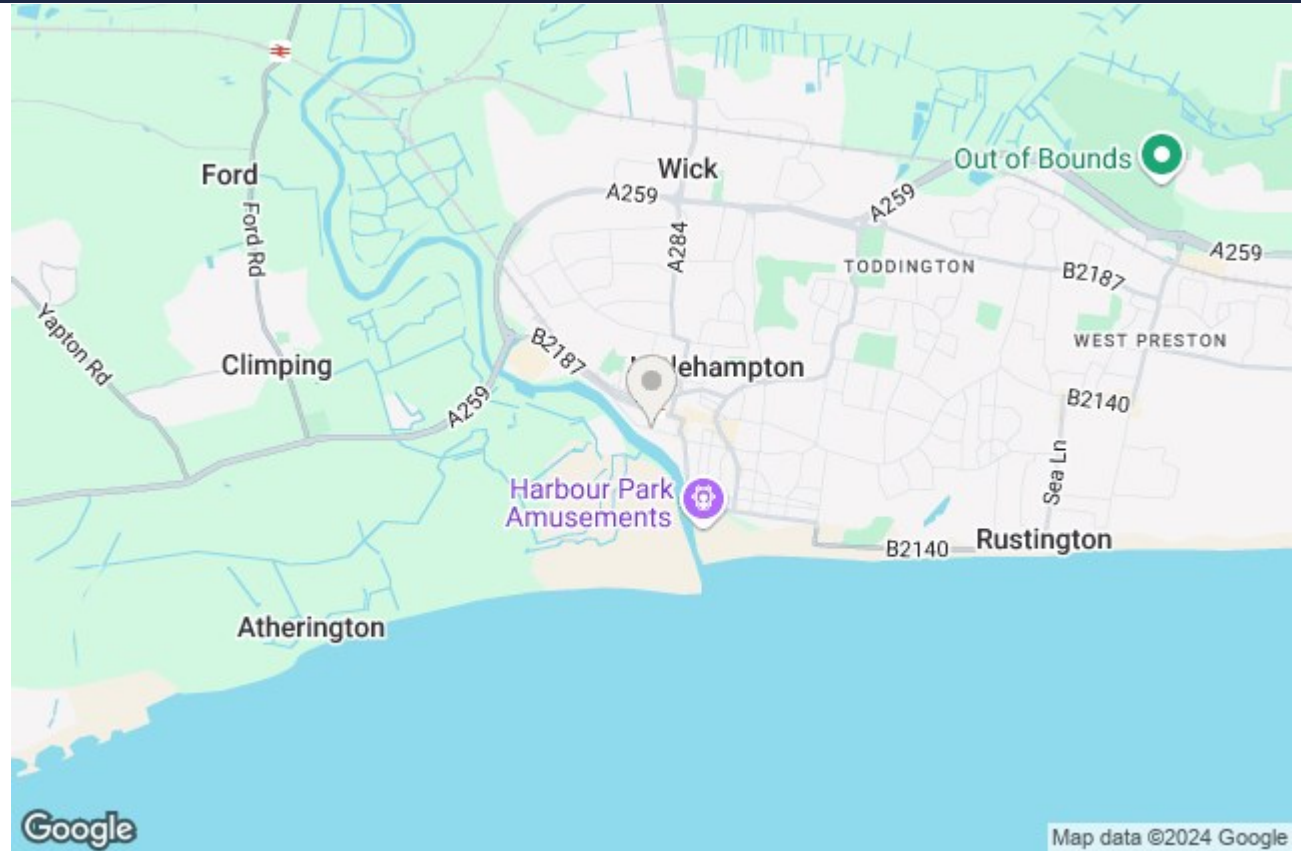 Ford
Ford Rd
Wick
A259
A284
A259
Out of Bounds
A259
TODDINGTON
B2187
WEST PRESTON
Yapton Rd
Climping
B2187
A259
B2140
Sea Ln
Harbour Park
Amusements
B2140
Rustington
Atherington
Google
Map data ©2024 Google